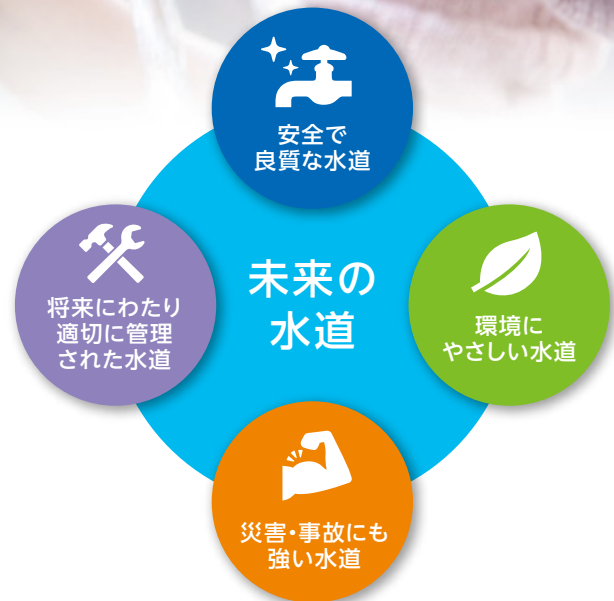 安全で
良質な水道
未来の
水道
将来にわたり
適切に管理
された水道
環境に
やさしい水道
災害・事故にも
強い水道